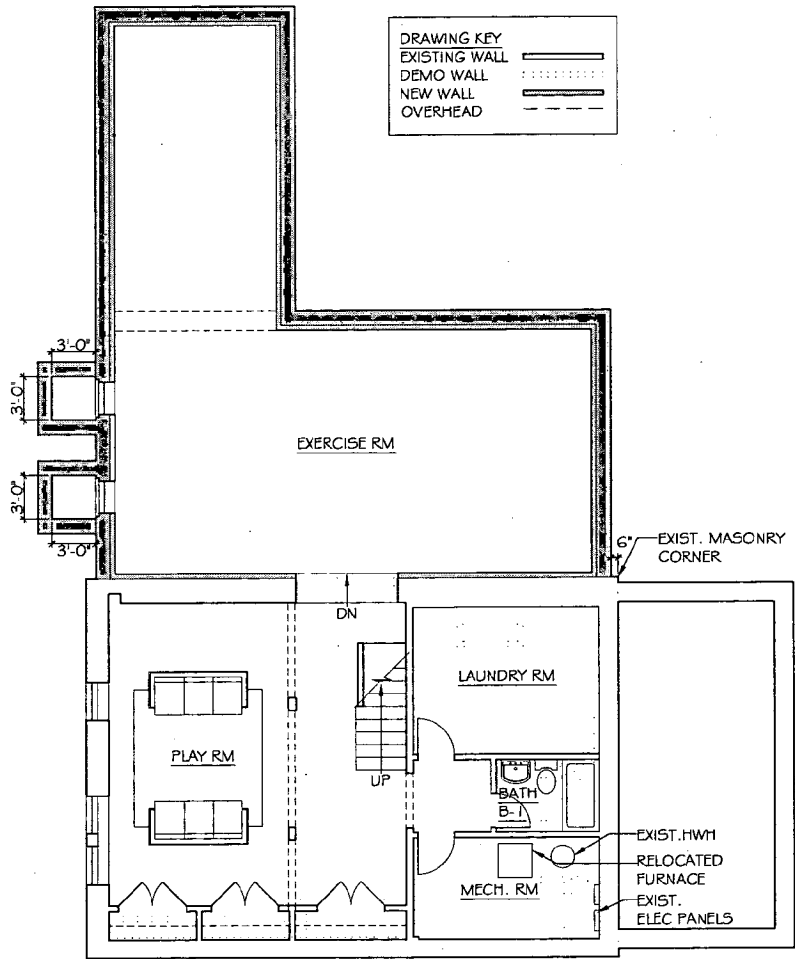 DRAWING KEY
EXISTING WALL
DEMO WALL
NEW WALL
OVERHEAD
3'-0"
3'-0"
EXERCISE RM
3'-0"
3'-0"
6"
EXIST. MASONRY
CORNER
DN
LAUNDRY RM
PLAY RM
UP
BATH
B-1
EXIST.HWH
RELOCATED
FURNACE
MECH. RM
EXIST.
ELEC PANELS